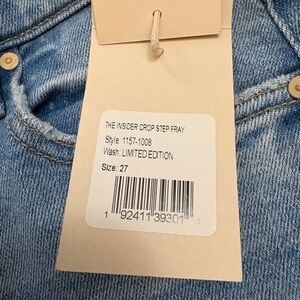 THE INSIDER CROP STEP FRAY
Style: 1157-1008
Wash: LIMITED EDITION
Size: 27
1 92411 39301